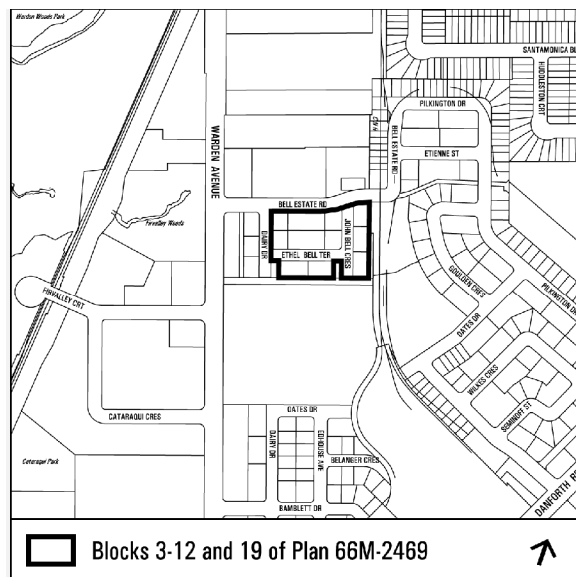 Warden Woods Park
SANTAMONICA BL
HUDDLESTON CRT
PILKINGTON DR
WARDEN AVENUE
BELL ESTATE RD
ETIENNE ST
BELL ESTATE RD
Firvalley Woods
DAIRY DR
JOHN BELL CRES
ETHEL BELL TER
GOULDEN CRES
PILKINGTON DR
FIRVALLEY CRT
OATES DR
WILKES CRES
SEMINOFF ST
CATARAQUI CRES
OATES DR
DAIRY DR
EDHOUSE AVE
BELANGER CRES
Cataraqui Park
BAMBLETT DR
DANFORTH R
Blocks 3-12 and 19 of Plan 66M-2469